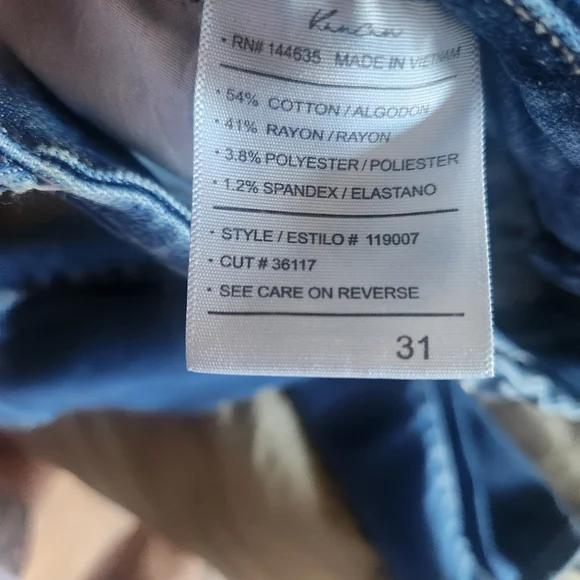 KanCan
· RN# 144635 MADE IN VIETNAM
· 54% COTTON / ALGODON
· 41% RAYON / RAYON
· 3.8% POLYESTER / POLIESTER
· 1.2% SPANDEX / ELASTANO
· STYLE / ESTILO # 119007
· CUT # 36117
· SEE CARE ON REVERSE
31